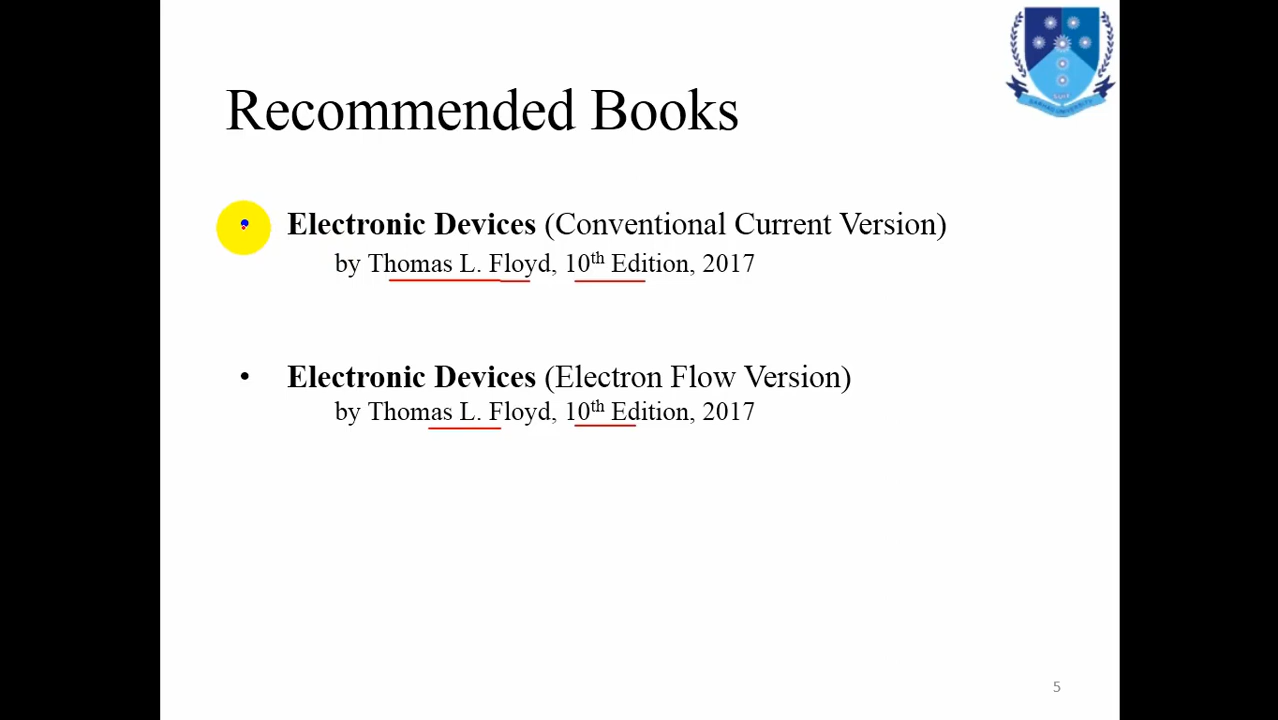 Recommended Books
• Electronic Devices (Conventional Current Version)
by Thomas L. Floyd, 10th Edition, 2017
• Electronic Devices (Electron Flow Version)
by Thomas L. Floyd, 10th Edition, 2017
5